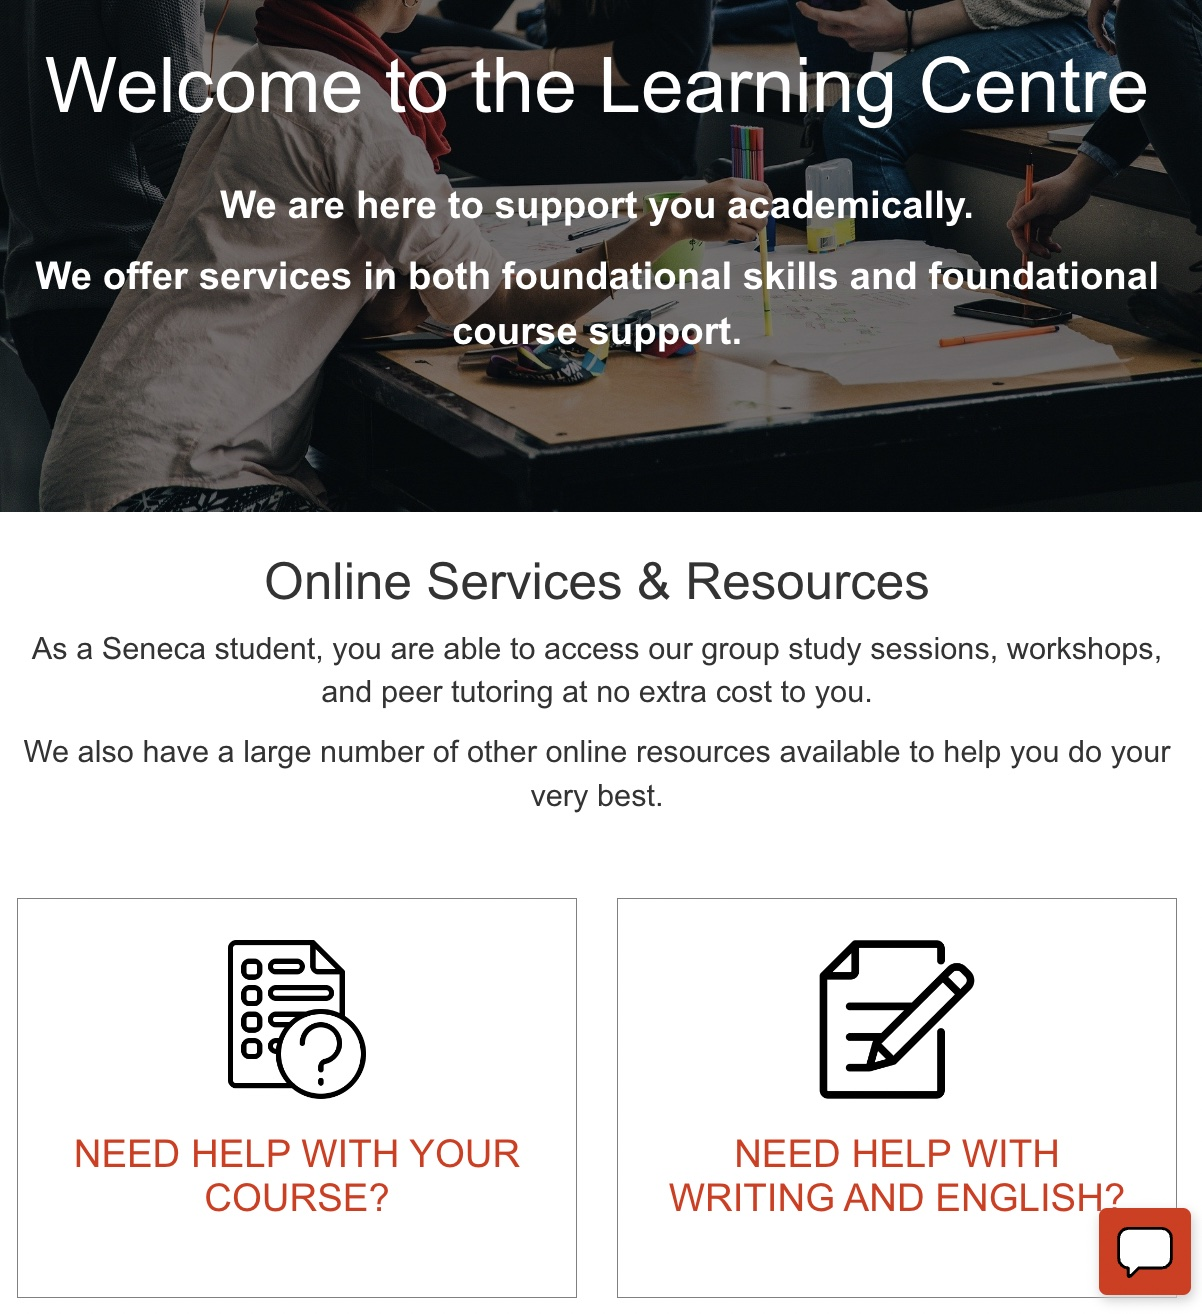 Welcome to the Learning Centre
We are here to support you academically.
We offer services in both foundational skills and foundational
course support.
Online Services & Resources
As a Seneca student, you are able to access our group study sessions, workshops,
and peer tutoring at no extra cost to you.
We also have a large number of other online resources available to help you do your
very best.
NEED HELP WITH YOUR
COURSE?
NEED HELP WITH
WRITING AND ENGLISH?